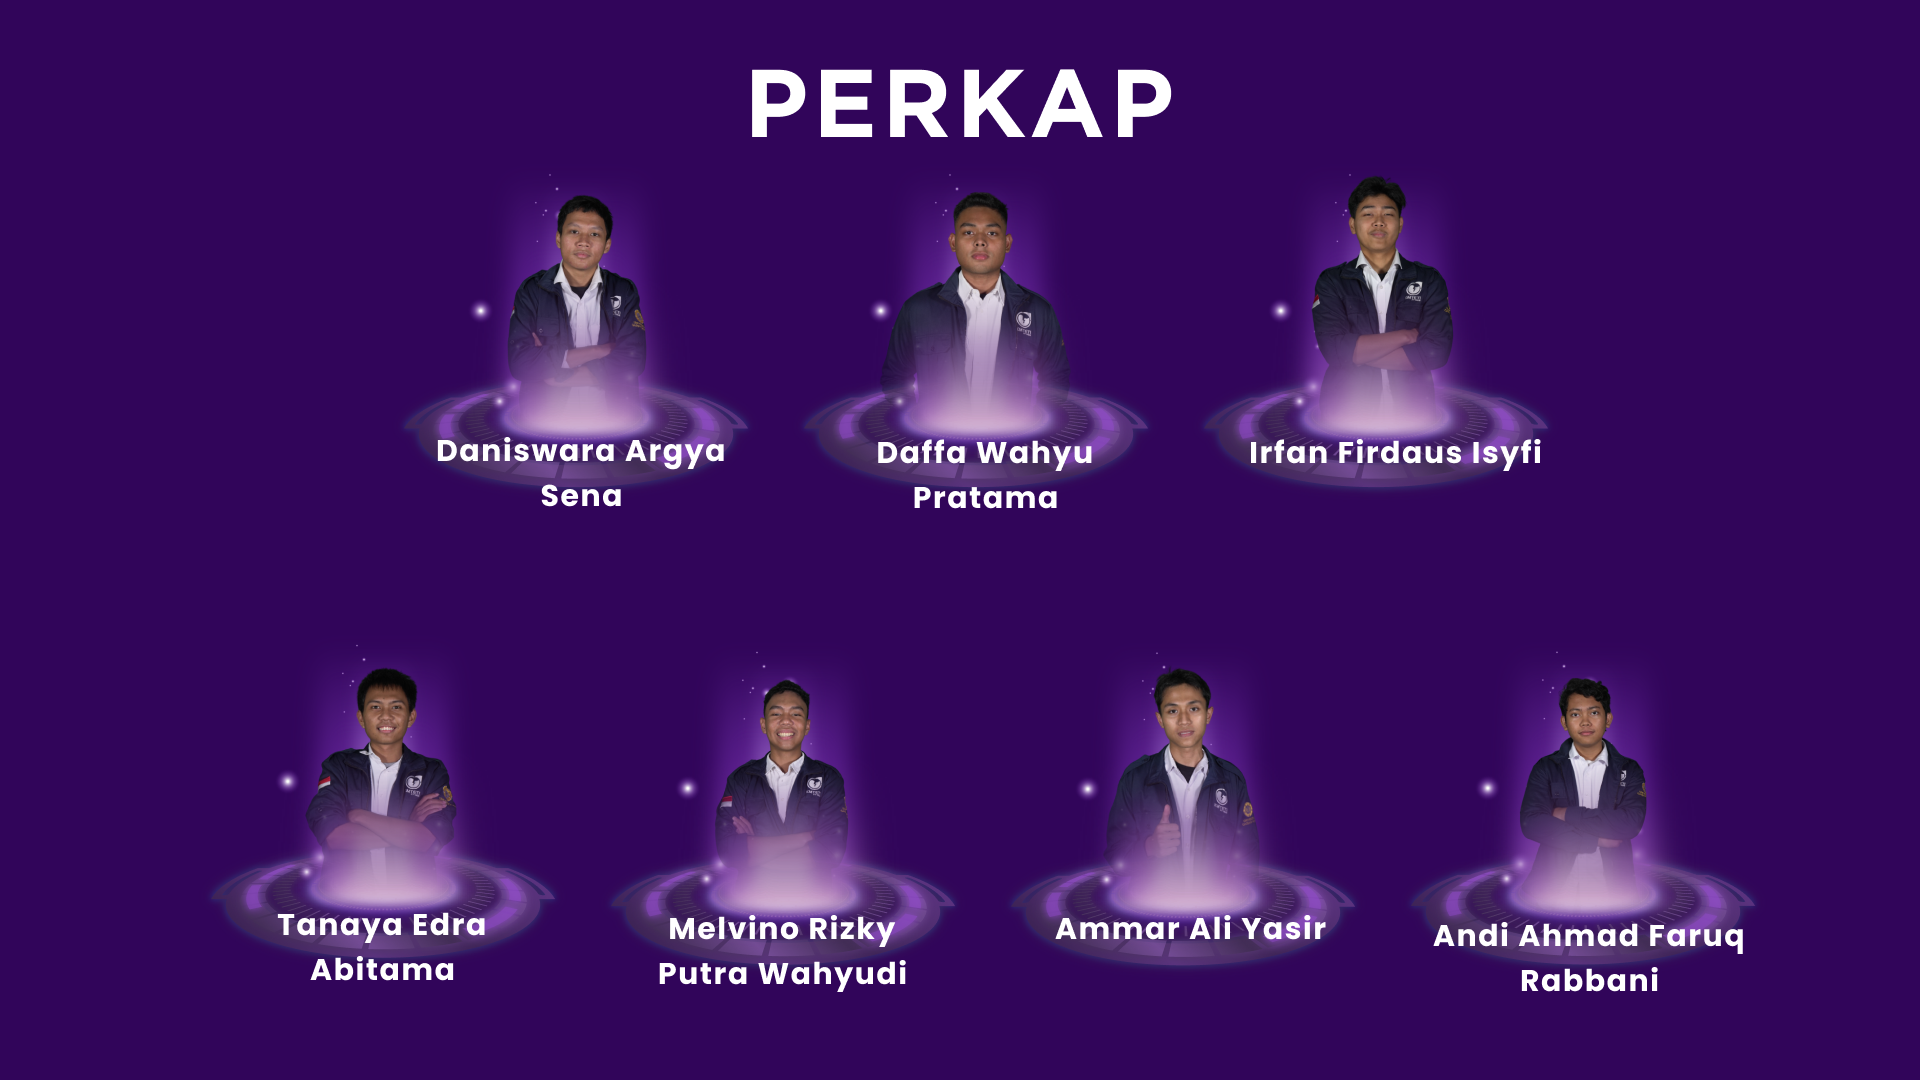 PERKAP
Daniswara Argya
Sena
Daffa Wahyu
Pratama
Irfan Firdaus Isyfi
Tanaya Edra
Abitama
Melvino Rizky
Putra Wahyudi
Ammar Ali Yasir
Andi Ahmad Faruq
Rabbani